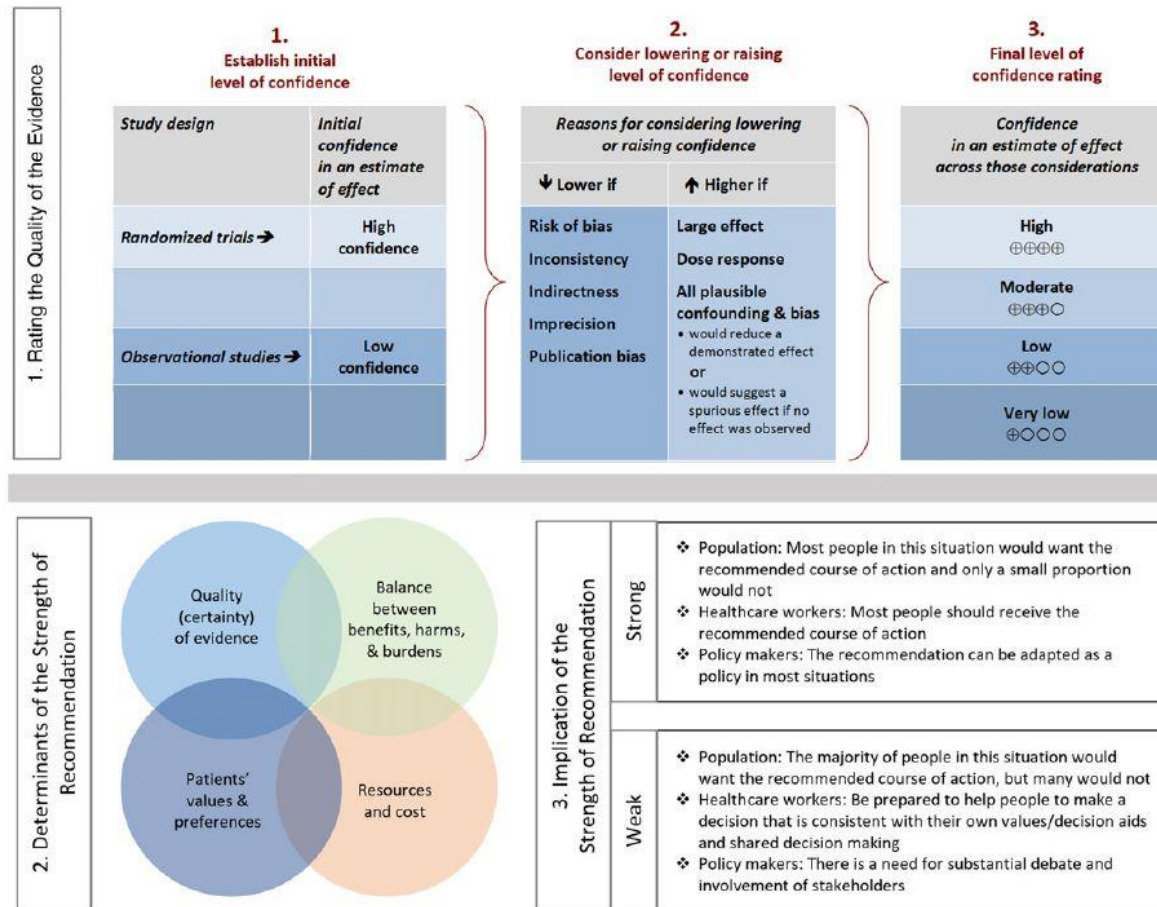 1. Rating the Quality of the Evidence
1.
Establish initial
level of confidence
Study design
Initial
confidence
in an estimate
of effect
Randomized trials ➔
High
confidence
Observational studies ➔
Low
confidence
2.
Consider lowering or raising
level of confidence
Reasons for considering lowering
or raising confidence
🡻 Lower if
🡹 Higher if
Risk of bias
Inconsistency
Indirectness
Imprecision
Publication bias
Large effect
Dose response
All plausible
confounding & bias
• would reduce a
demonstrated effect
or
• would suggest a
spurious effect if no
effect was observed
3.
Final level of
confidence rating
Confidence
in an estimate of effect
across those considerations
High
⊕⊕⊕⊕
Moderate
⊕⊕⊕○
Low
⊕⊕○○
Very low
⊕○○○
2. Determinants of the Strength of
Recommendation
Quality
(certainty)
of evidence
Balance
between
benefits, harms,
& burdens
Patients'
values &
preferences
Resources
and cost
3. Implication of the
Strength of Recommendation
Strong
❖ Population: Most people in this situation would want the
recommended course of action and only a small proportion
would not
❖ Healthcare workers: Most people should receive the
recommended course of action
❖ Policy makers: The recommendation can be adapted as a
policy in most situations
Weak
❖ Population: The majority of people in this situation would
want the recommended course of action, but many would not
❖ Healthcare workers: Be prepared to help people to make a
decision that is consistent with their own values/decision aids
and shared decision making
❖ Policy makers: There is a need for substantial debate and
involvement of stakeholders